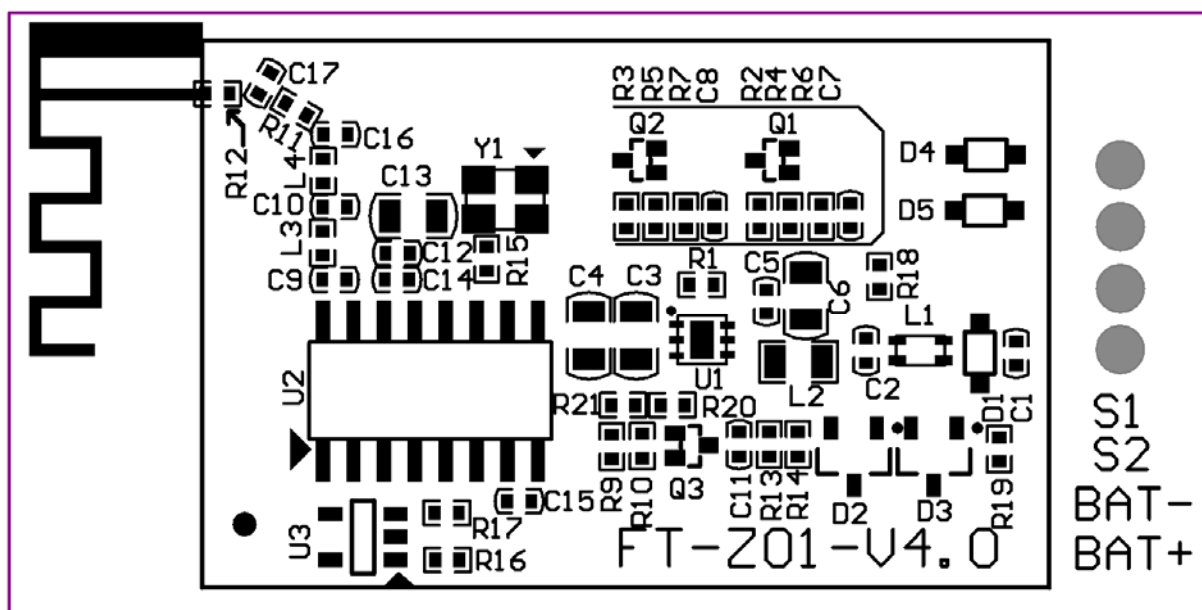 C17
R3 R5 R7 C8 R2 R4 R6 C7
R11
R12
C16
Q2 Q1
Y1
D4
L4
C13
C10
D5
L3
C12
R15
R1 C5 R18
C9 C14
C4 C3 C6
L1
U1
U2
L2 C2 D1 C1
R21 R20
S1
S2
R9 R10 Q3 C11 R13 R14 D2 D3 R19
C15
BAT-
R17
U3
BAT+
R16
FT-Z01-V4.0